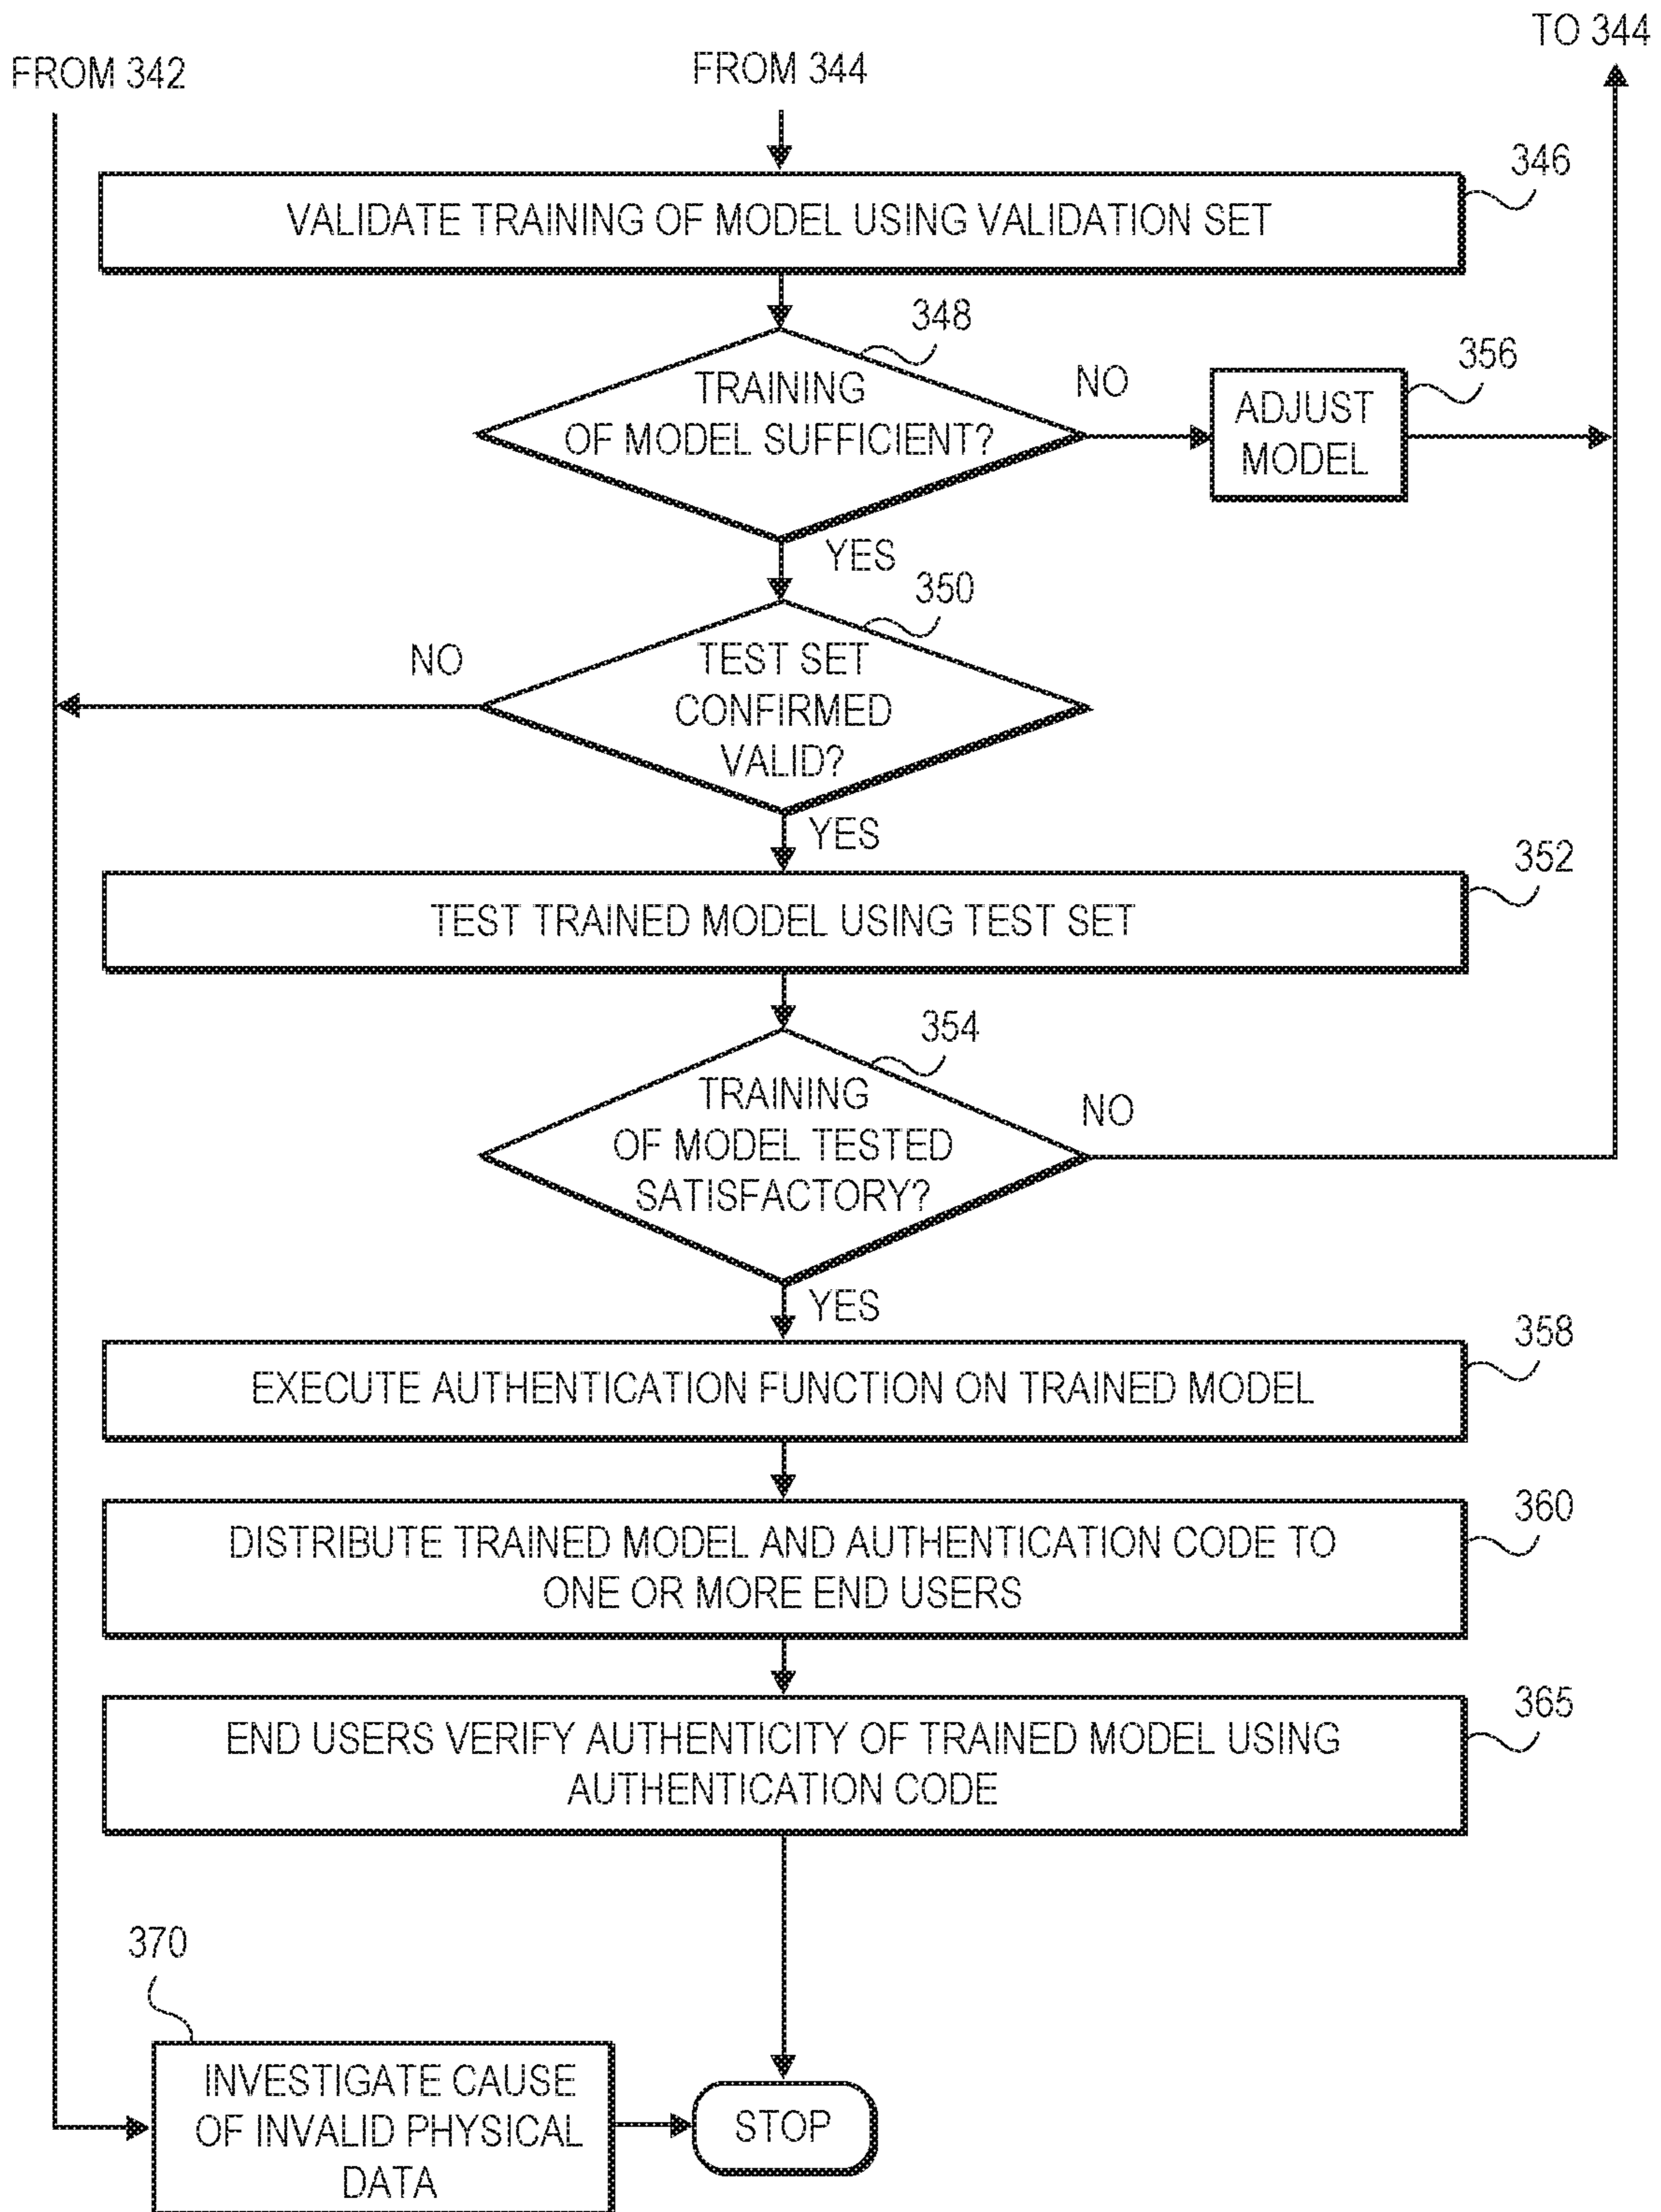 TO 344
FROM 342
FROM 344
346
VALIDATE TRAINING OF MODEL USING VALIDATION SET
348
TRAINING
OF MODEL SUFFICIENT?
NO
356
ADJUST
MODEL
YES
350
NO
TEST SET
CONFIRMED
VALID?
YES
352
TEST TRAINED MODEL USING TEST SET
354
TRAINING
OF MODEL TESTED
SATISFACTORY?
NO
YES
358
EXECUTE AUTHENTICATION FUNCTION ON TRAINED MODEL
360
DISTRIBUTE TRAINED MODEL AND AUTHENTICATION CODE TO
ONE OR MORE END USERS
365
END USERS VERIFY AUTHENTICITY OF TRAINED MODEL USING
AUTHENTICATION CODE
370
INVESTIGATE CAUSE
OF INVALID PHYSICAL
DATA
STOP